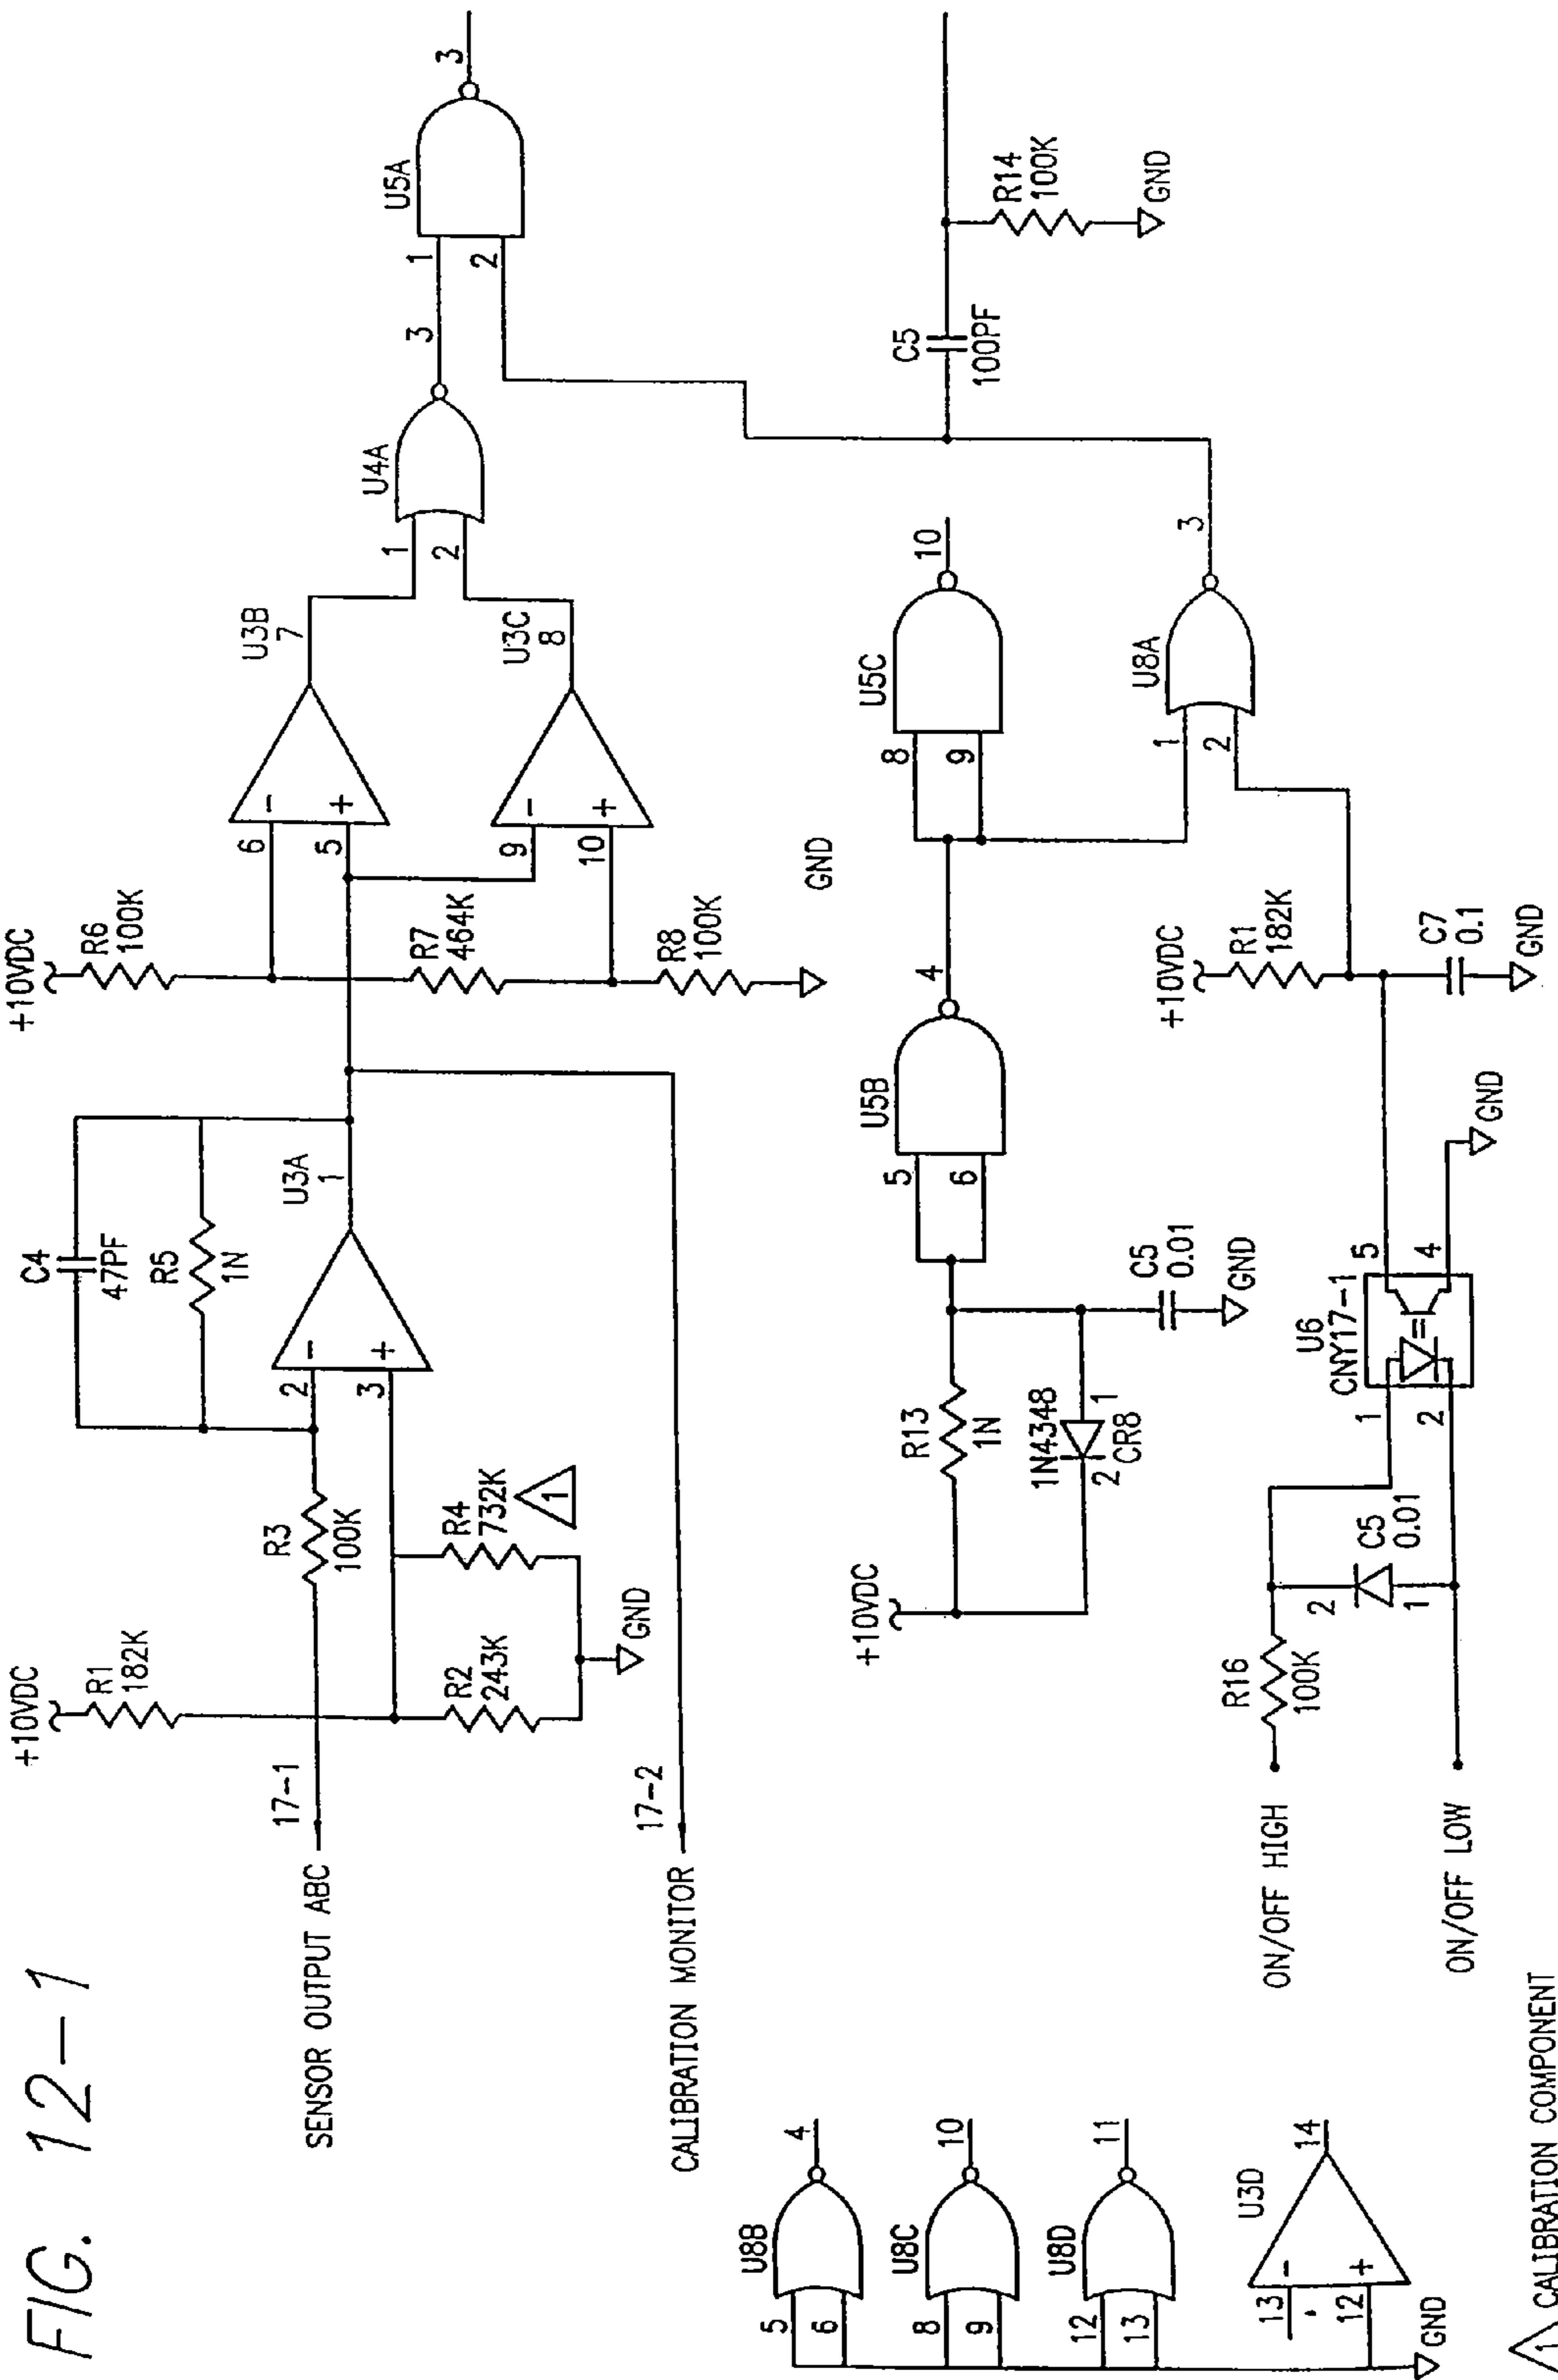 FIG. 12-1
+10VDC
R1
182K
SENSOR OUTPUT ABC
17-1
R3
100K
R2
243K
R4
732K
1
GND
C4
47PF
R5
1N
2
3
-
+
U3A
1
CALIBRATION MONITOR
17-2
+10VDC
R6
100K
R7
464K
R8
100K
GND
6
5
-
+
U3B
7
9
10
-
+
U3C
8
1
2
U4A
3
1
2
U5A
3
+10VDC
R13
1N
1N4348
2
1
CR8
C5
0.01
GND
5
6
U5B
4
8
9
U5C
10
1
2
U8A
3
C5
100PF
R14
100K
GND
+10VDC
R1
182K
C7
0.1
GND
ON/OFF HIGH
R16
100K
2
1
C5
0.01
ON/OFF LOW
1
2
U6
CNY17-1
5
4
GND
U8B
5
6
4
U8C
8
9
10
U8D
12
13
11
U3D
13
12
-
+
14
GND
1 CALIBRATION COMPONENT